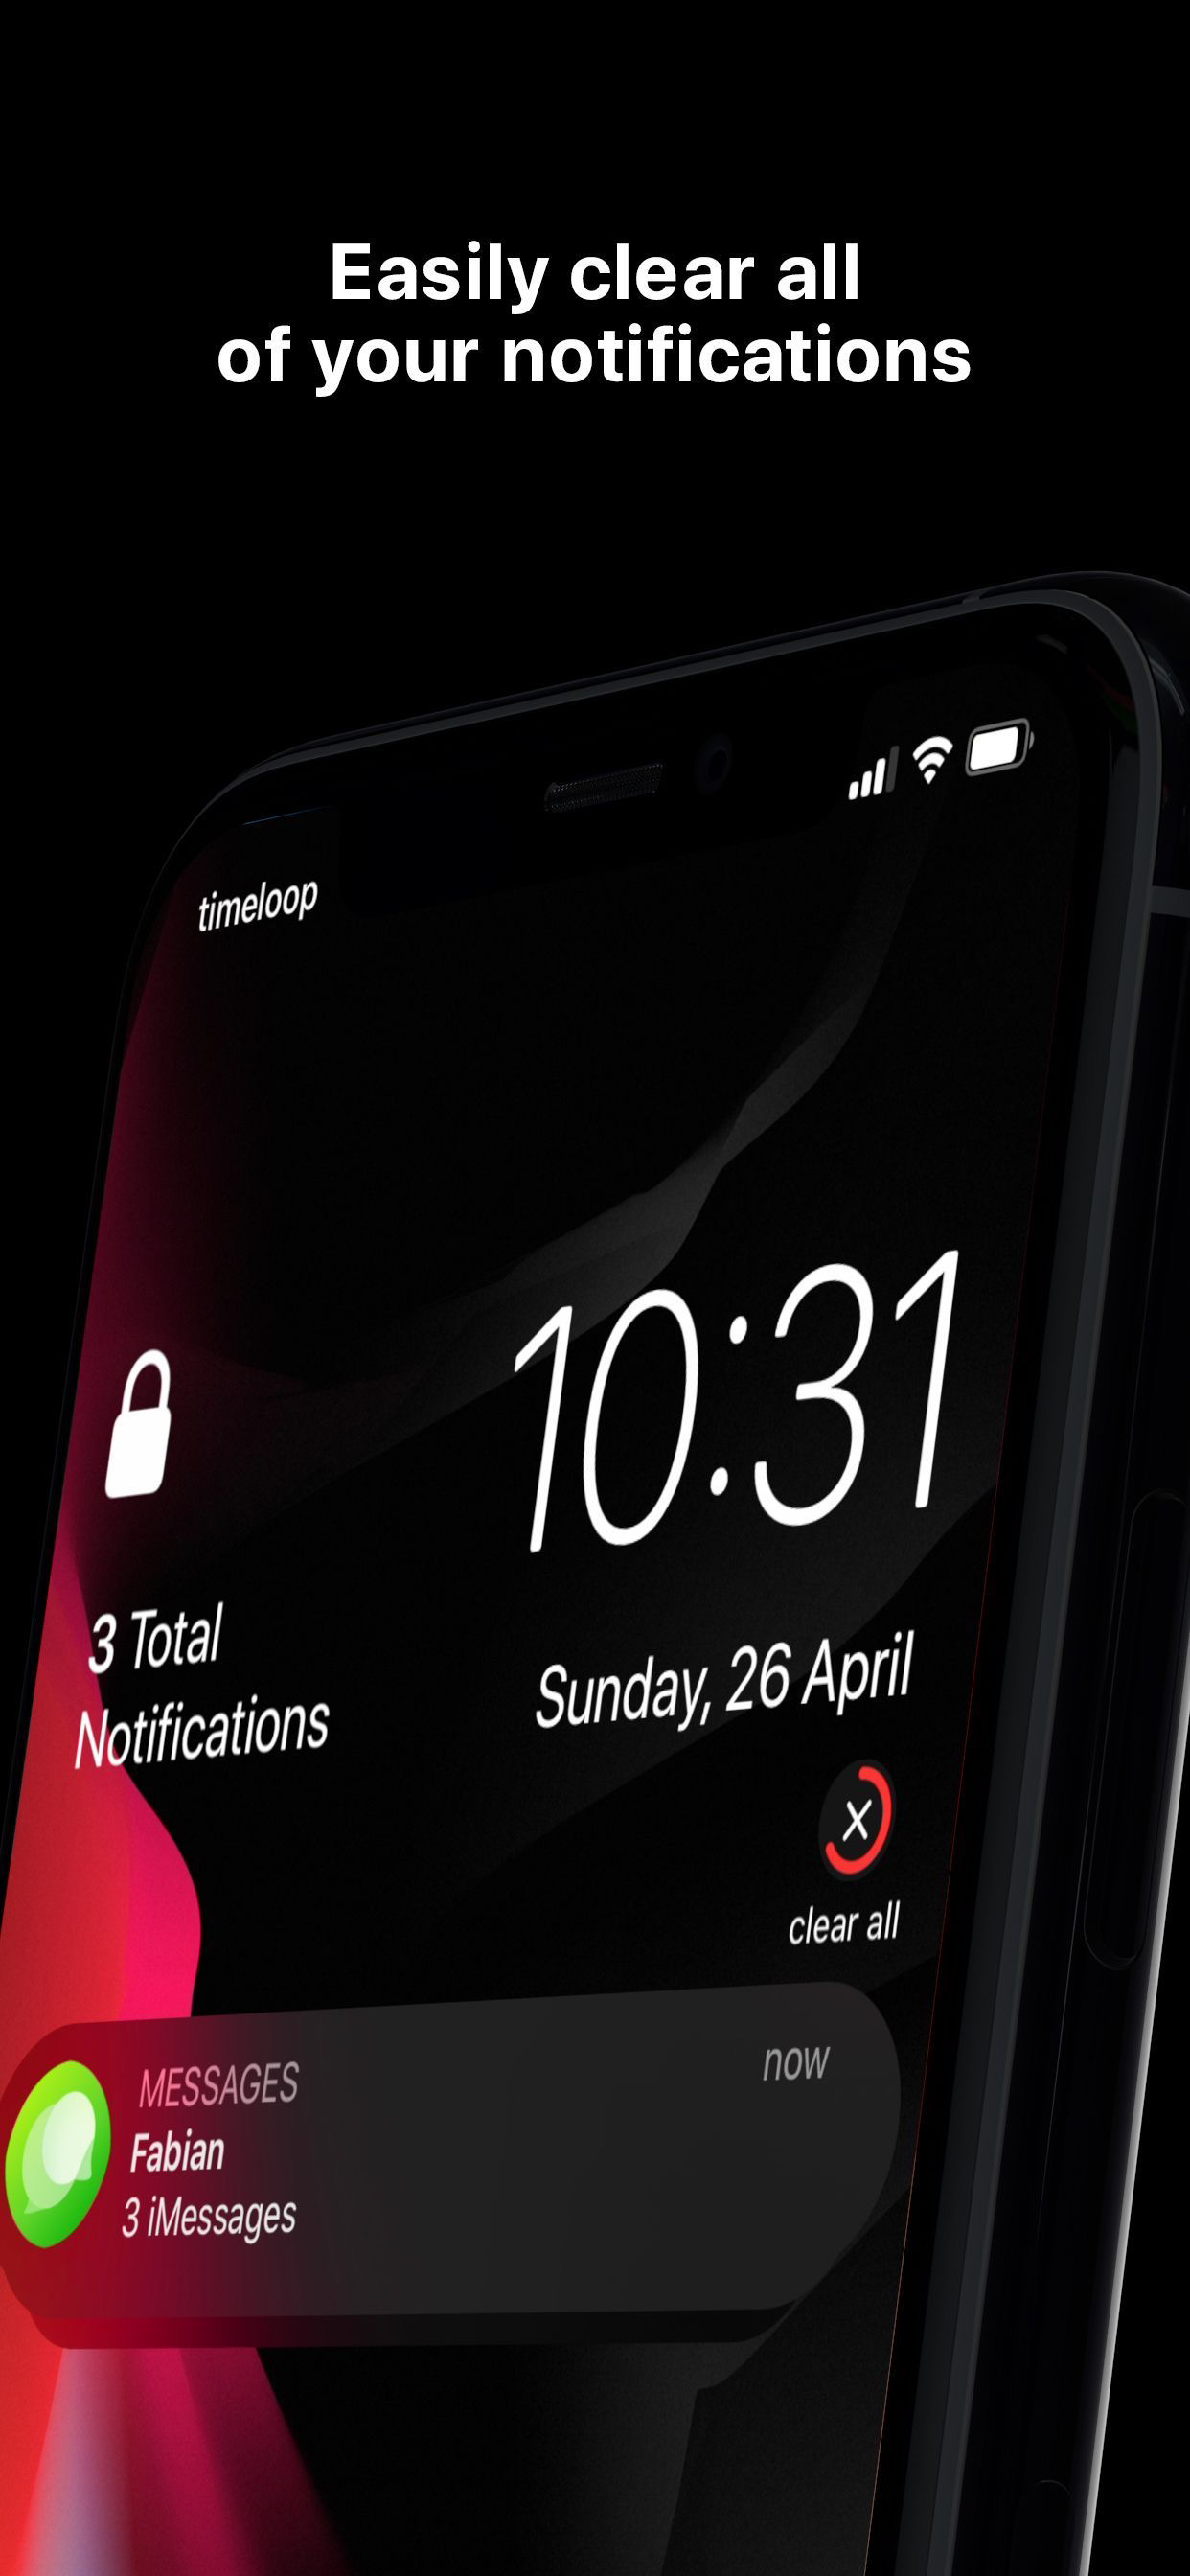 Easily clear all
of your notifications
timeloop
10:31
3 Total
Notifications
Sunday, 26 April
clear all
MESSAGES
now
Fabian
3 iMessages